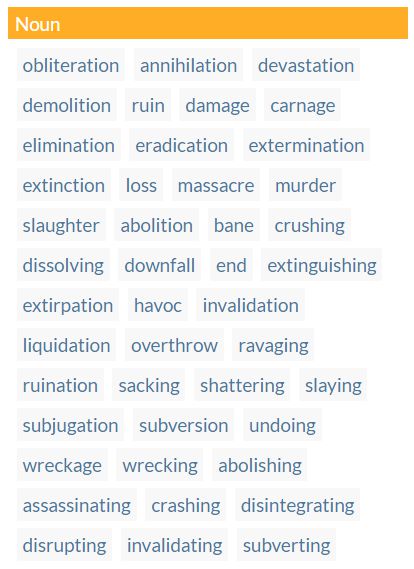 Noun
obliteration annihilation devastation
demolition ruin damage carnage
elimination eradication extermination
extinction loss massacre murder
slaughter abolition bane crushing
dissolving downfall end extinguishing
extirpation havoc invalidation
liquidation overthrow ravaging
ruination sacking shattering slaying
subjugation subversion undoing
wreckage wrecking abolishing
assassinating crashing disintegrating
disrupting invalidating subverting